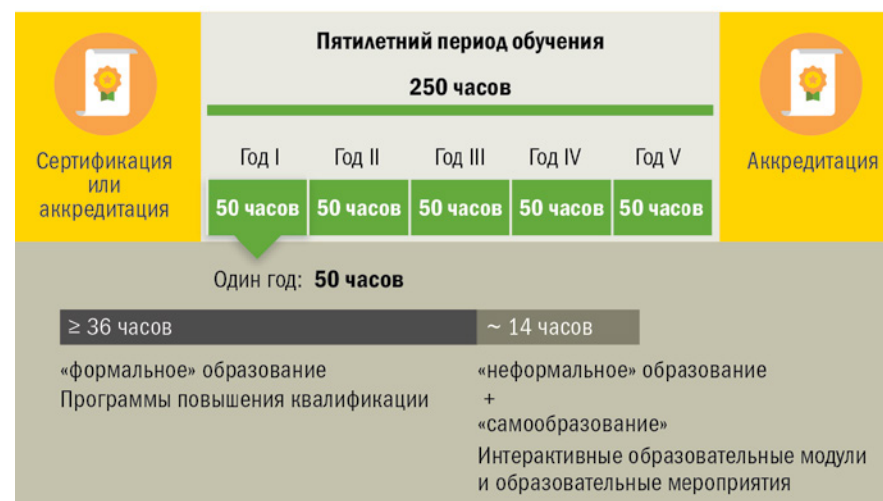 Пятилетний период обучения
250 часов
Сертификация
или
аккредитация
Год I
Год II
Год III
Год IV
Год V
50 часов
50 часов
50 часов
50 часов
50 часов
Аккредитация
Один год: 50 часов
≥ 36 часов
~ 14 часов
«формальное» образование
Программы повышения квалификации
«неформальное» образование
+
«самообразование»
Интерактивные образовательные модули
и образовательные мероприятия